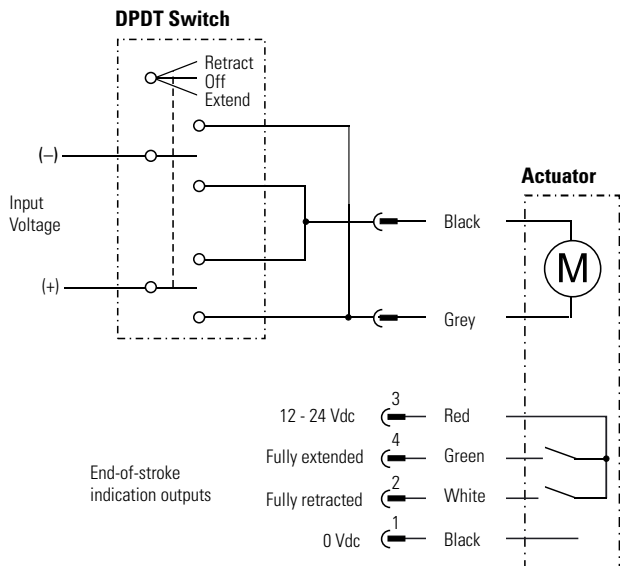 DPDT Switch
Retract
Off
Extend
(–)
Input
Voltage
(+)
Actuator
Black
M
Grey
12 - 24 Vdc
3
Red
Fully extended
4
Green
End-of-stroke
indication outputs
Fully retracted
2
White
0 Vdc
1
Black